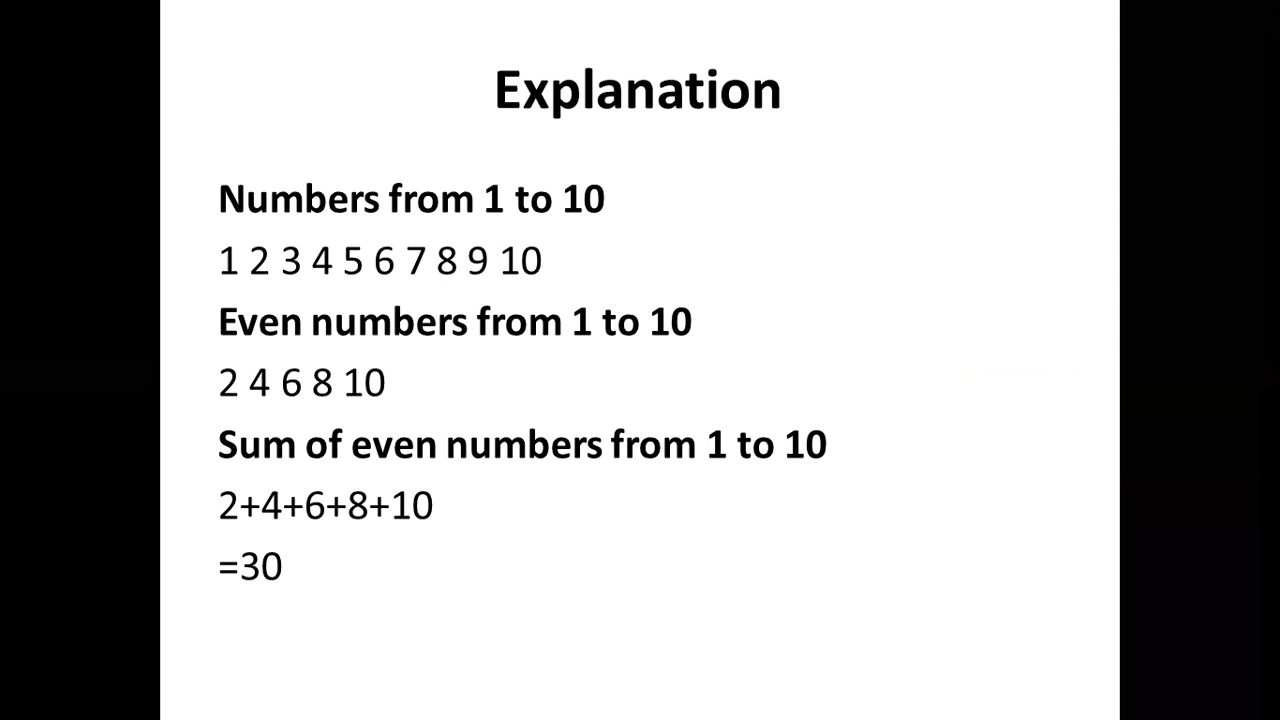 Explanation
Numbers from 1 to 10
1 2 3 4 5 6 7 8 9 10
Even numbers from 1 to 10
2 4 6 8 10
Sum of even numbers from 1 to 10
2+4+6+8+10
=30